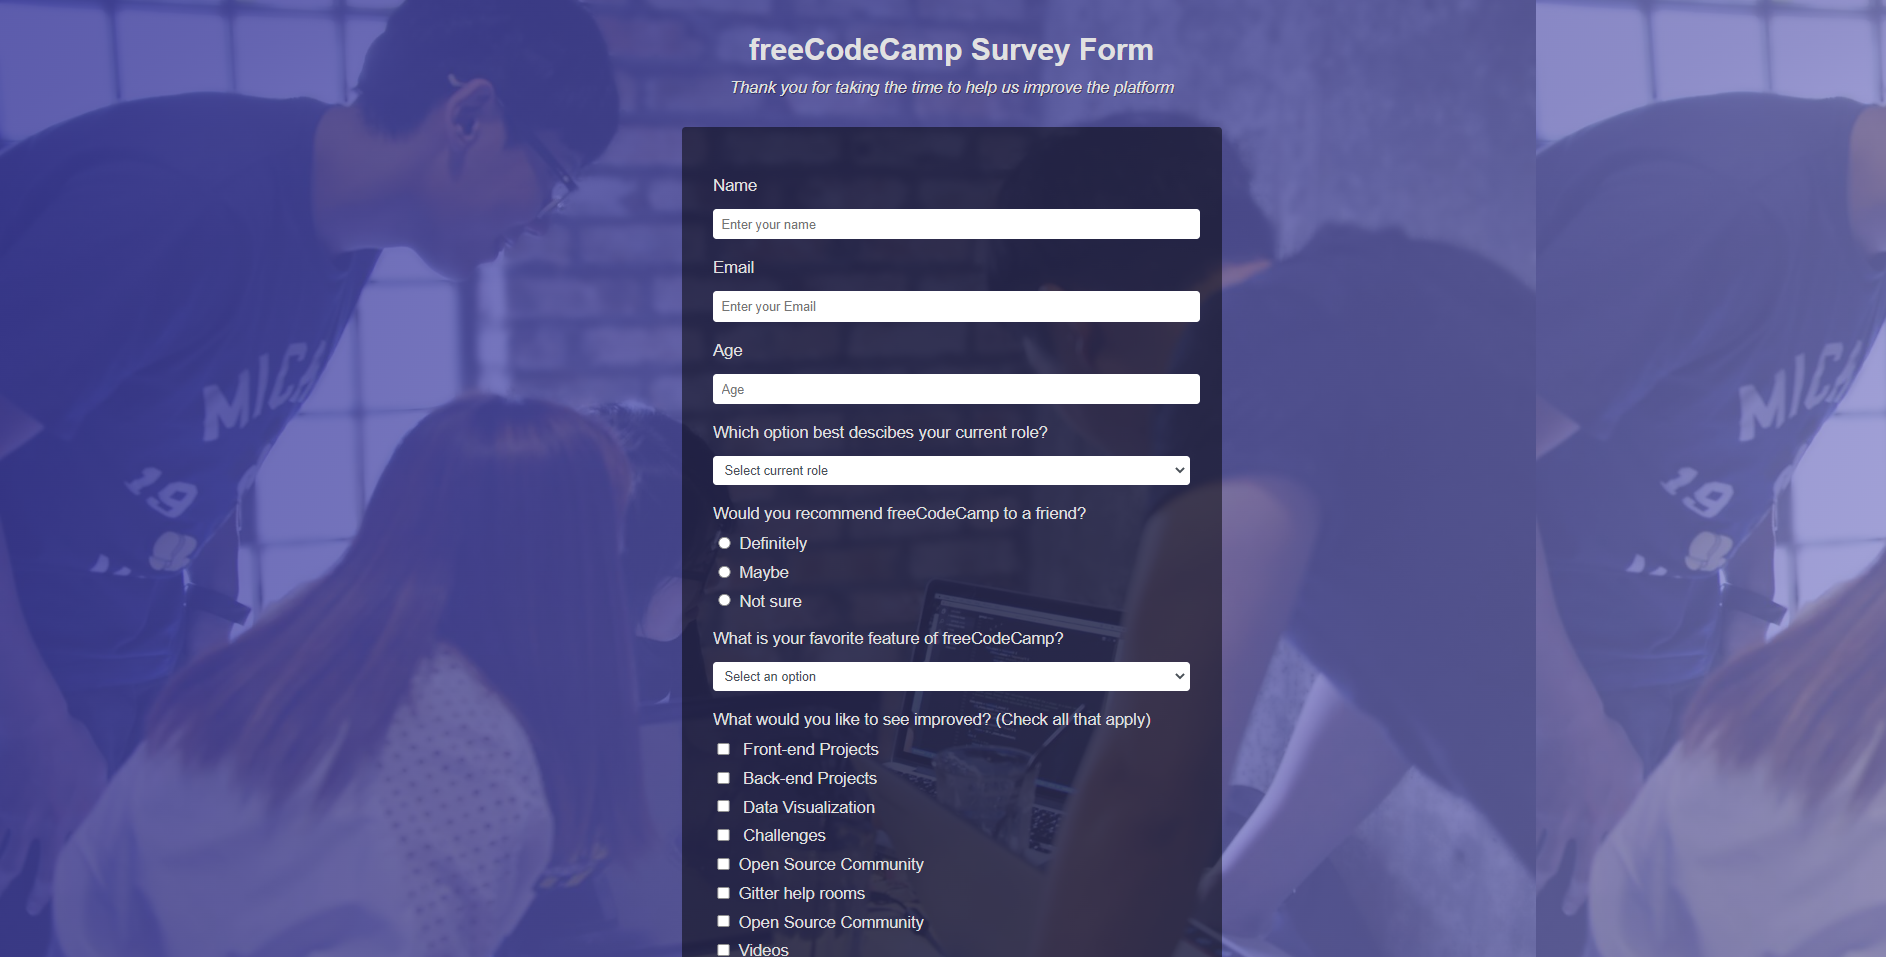 freeCodeCamp Survey Form
Thank you for taking the time to help us improve the platform
Name
Enter your name
Email
Enter your Email
Age
Age
Which option best descibes your current role?
Select current role
Would you recommend freeCodeCamp to a friend?
Definitely
Maybe
Not sure
What is your favorite feature of freeCodeCamp?
Select an option
What would you like to see improved? (Check all that apply)
Front-end Projects
Back-end Projects
Data Visualization
Challenges
Open Source Community
Gitter help rooms
Open Source Community
Videos
MICA
19
MICA
19